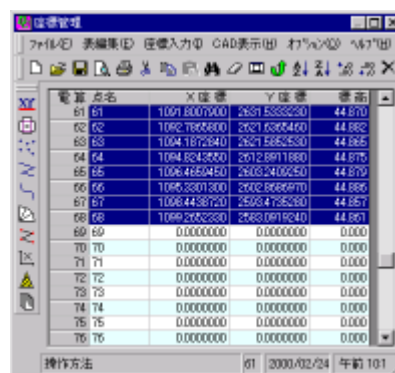 座標管理
ファイル(F) 表編集(E) 座標入力(I) CAD表示(H) オプション(O) ヘルプ(H)
電算 点名 X座標 Y座標 標高
61 61 1091.8007900 2631.5333230 44.870
62 62 1092.7865800 2621.6365460 44.882
63 63 1094.1872840 2621.5852530 44.865
64 64 1094.8243550 2612.8911880 44.875
65 65 1096.4659450 2603.2409250 44.879
66 66 1095.3301300 2602.8686970 44.886
67 67 1098.4438720 2593.4735280 44.857
68 68 1099.2652330 2583.0919240 44.861
69 69 0.0000000 0.0000000 0.000
70 70 0.0000000 0.0000000 0.000
71 71 0.0000000 0.0000000 0.000
72 72 0.0000000 0.0000000 0.000
73 73 0.0000000 0.0000000 0.000
74 74 0.0000000 0.0000000 0.000
75 75 0.0000000 0.0000000 0.000
76 76 0.0000000 0.0000000 0.000
操作方法 61 2000/02/24 午前 10:1